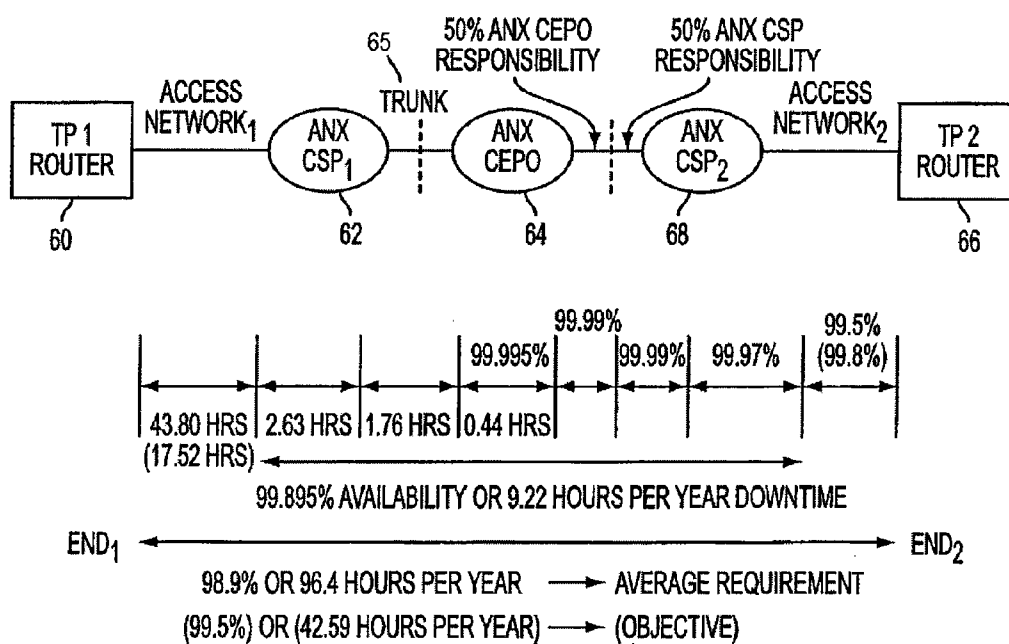 65
50% ANX CEPO
RESPONSIBILITY
50% ANX CSP
RESPONSIBILITY
TP 1
ROUTER
ACCESS
NETWORK1
ANX
CSP1
TRUNK
ANX
CEPO
ANX
CSP2
ACCESS
NETWORK2
TP 2
ROUTER
60
62
64
68
66
99.995%
99.99%
99.99%
99.97%
99.5%
(99.8%)
43.80 HRS
(17.52 HRS)
2.63 HRS
1.76 HRS
0.44 HRS
99.895% AVAILABILITY OR 9.22 HOURS PER YEAR DOWNTIME
END1
END2
98.9% OR 96.4 HOURS PER YEAR → AVERAGE REQUIREMENT
(99.5%) OR (42.59 HOURS PER YEAR) → (OBJECTIVE)